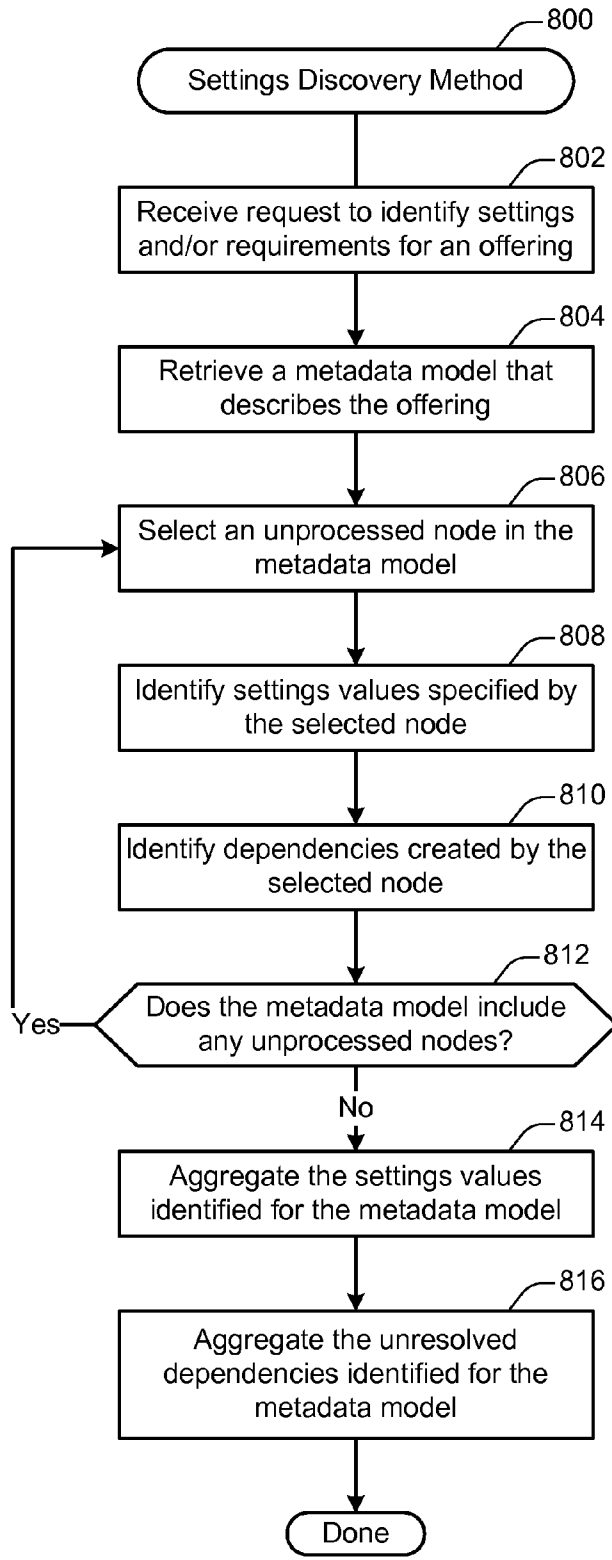 800
Settings Discovery Method
802
Receive request to identify settings
and/or requirements for an offering
804
Retrieve a metadata model that
describes the offering
806
Select an unprocessed node in the
metadata model
808
Identify settings values specified by
the selected node
810
Identify dependencies created by the
selected node
812
Does the metadata model include
any unprocessed nodes?
Yes
No
814
Aggregate the settings values
identified for the metadata model
816
Aggregate the unresolved
dependencies identified for the
metadata model
Done